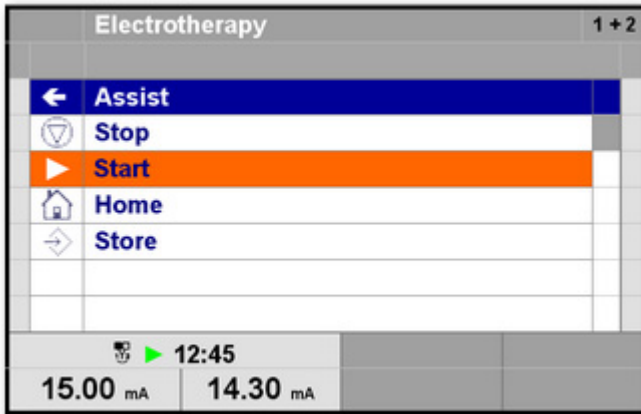 Electrotherapy 1 + 2
Assist
Stop
Start
Home
Store
12:45
15.00 mA 14.30 mA